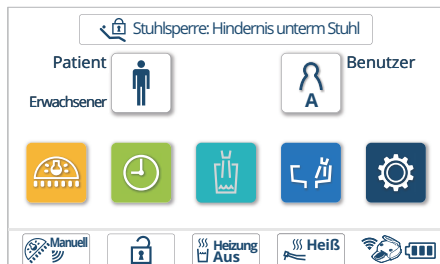 Stuhlsperre: Hindernis unterm Stuhl
Patient
Benutzer
Erwachsener
A
Manuell
Heizung
Aus
Heiß